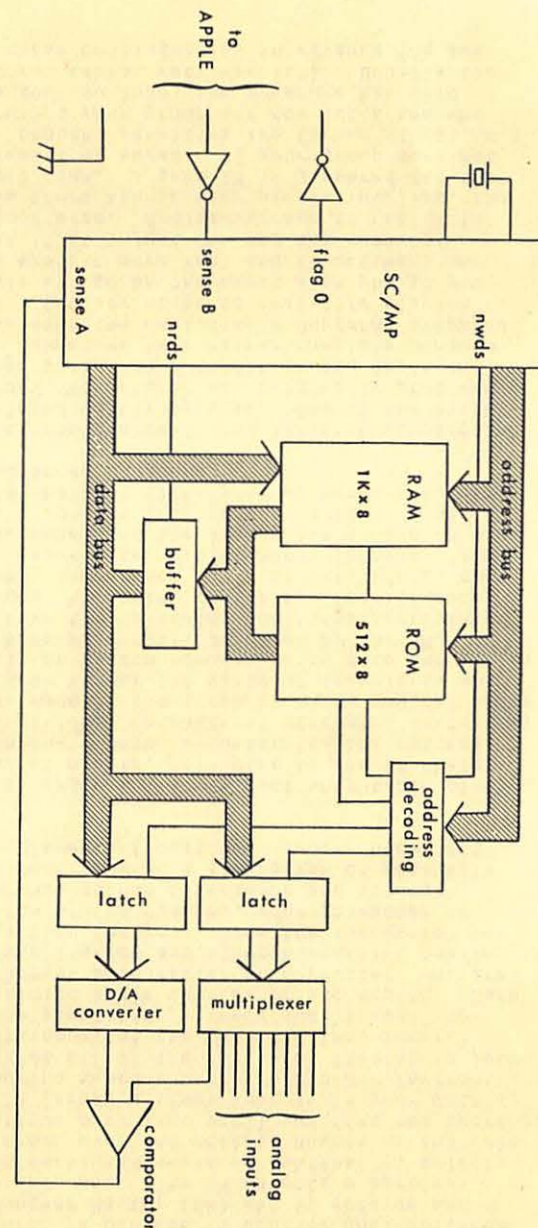 to
APPLE
sense A
sense B
flag 0
SC/MP
nrds
nwds
data bus
address bus
RAM
1K x 8
buffer
ROM
512 x 8
address
decoding
latch
latch
D/A
converter
multiplexer
comparator
analog
inputs